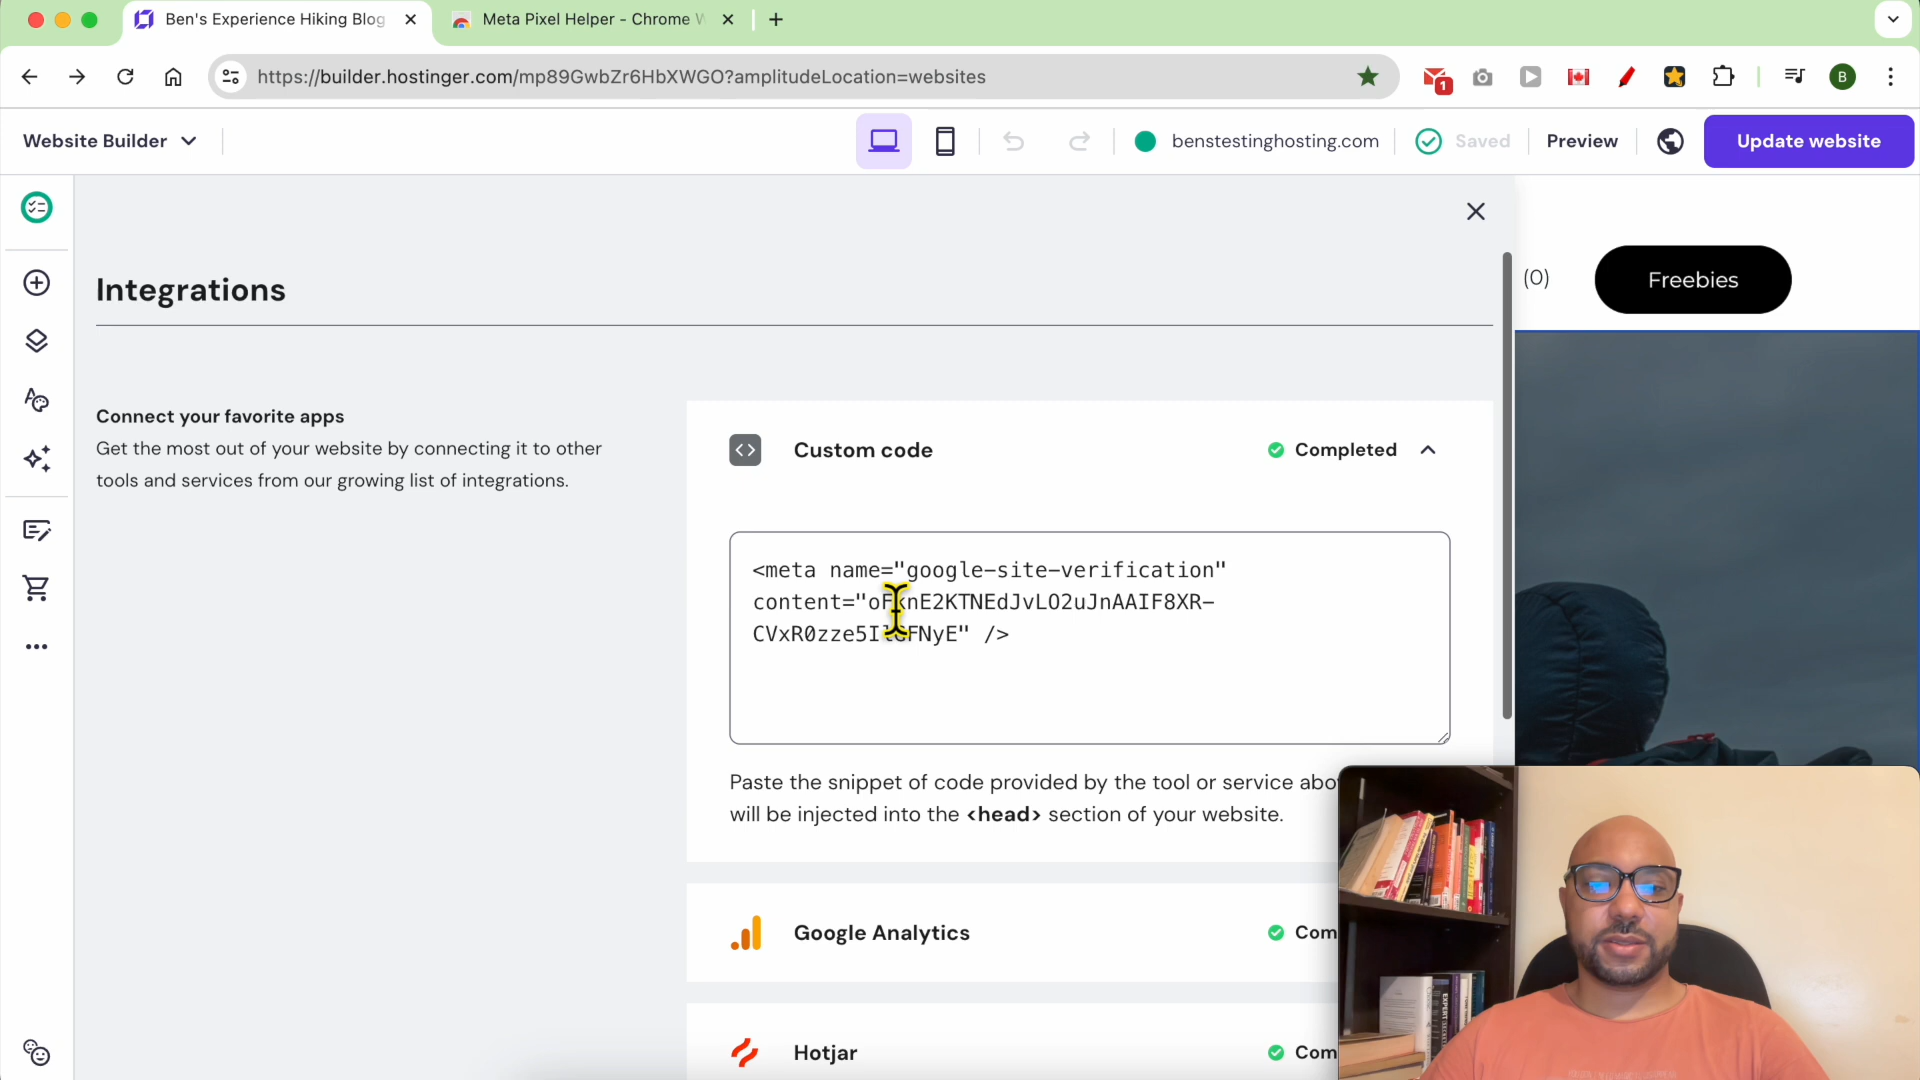 Ben's Experience Hiking Blog
Meta Pixel Helper - Chrome
https://builder.hostinger.com/mp89GwbZr6HbXWGO?amplitudeLocation=websites
1
B
Website Builder
benstestinghosting.com
Saved
Preview
Update website
Integrations
(0)
Freebies
Connect your favorite apps
Get the most out of your website by connecting it to other
tools and services from our growing list of integrations.
Custom code
Completed
<meta name="google-site-verification"
content="oFknE2KTNEdJvLO2uJnAAIF8XR-
/>
Paste the snippet of code provided by the tool or service
will be injected into the <head> section of your website.
Google Analytics
Com
Hotjar
Com